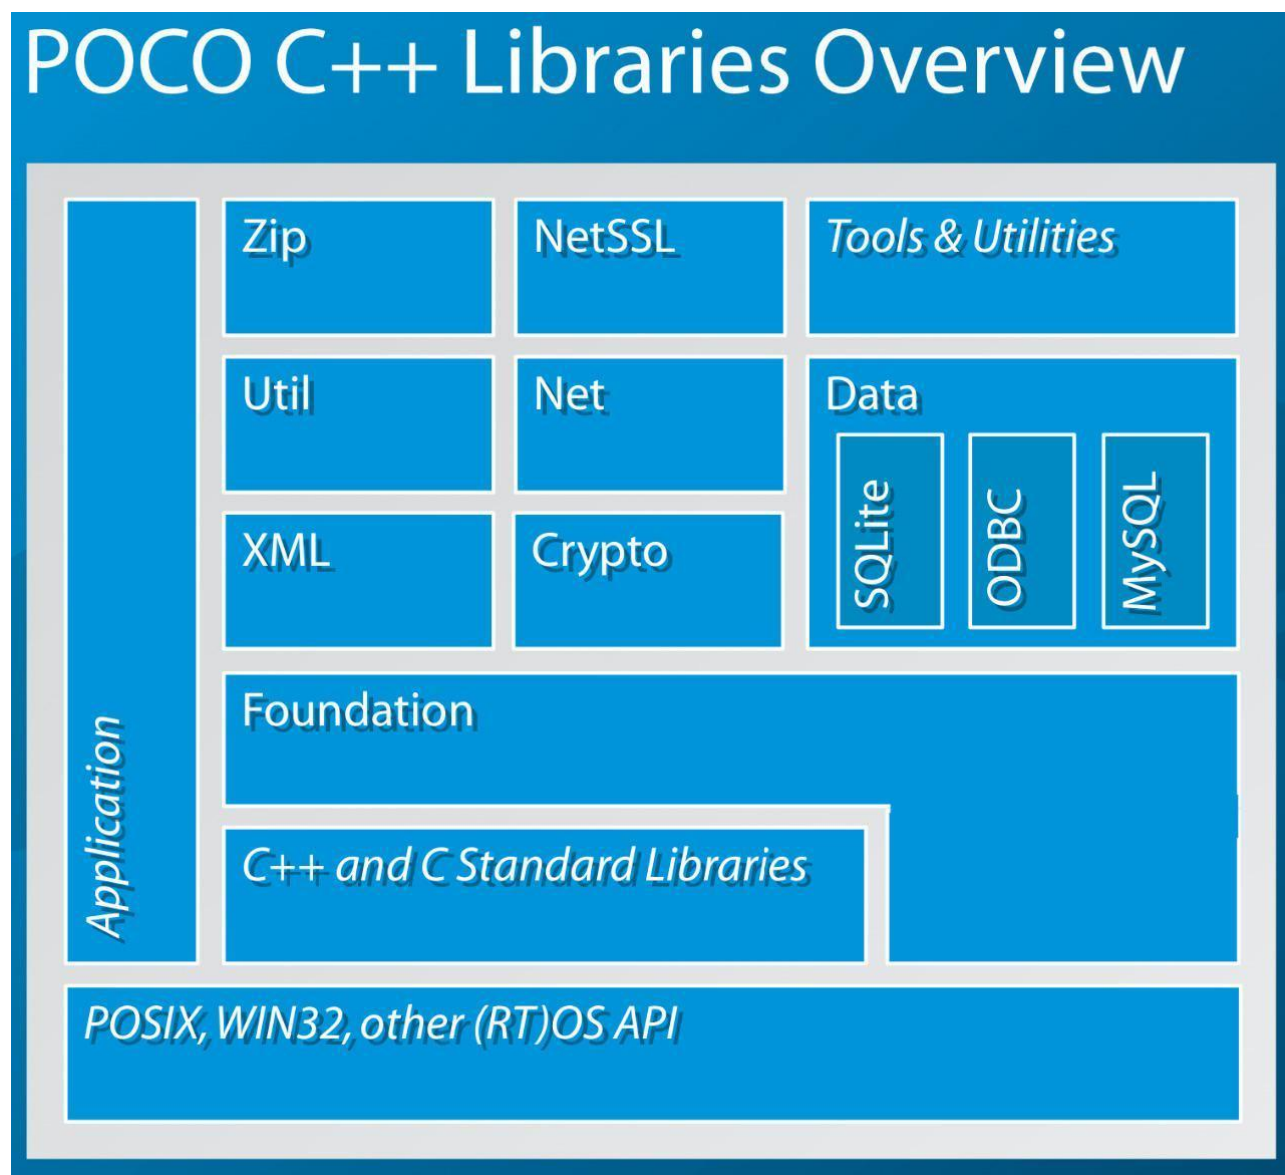 POCO C++ Libraries Overview
Zip
NetSSL
Tools & Utilities
Util
Net
Data
SQLite
ODBC
MySQL
XML
Crypto
Foundation
Application
C++ and C Standard Libraries
POSIX, WIN32, other (RT)OS API